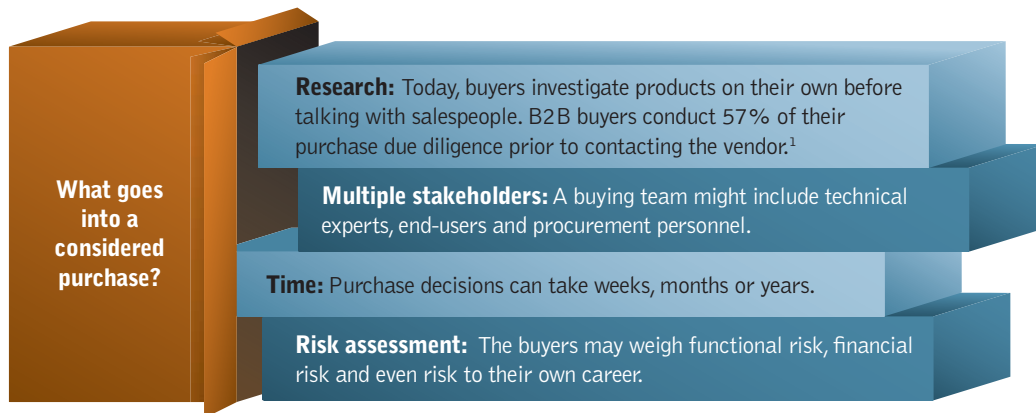 What goes
into a
considered
purchase?
Research: Today, buyers investigate products on their own before
talking with salespeople. B2B buyers conduct 57% of their
purchase due diligence prior to contacting the vendor.¹
Multiple stakeholders: A buying team might include technical
experts, end-users and procurement personnel.
Time: Purchase decisions can take weeks, months or years.
Risk assessment: The buyers may weigh functional risk, financial
risk and even risk to their own career.